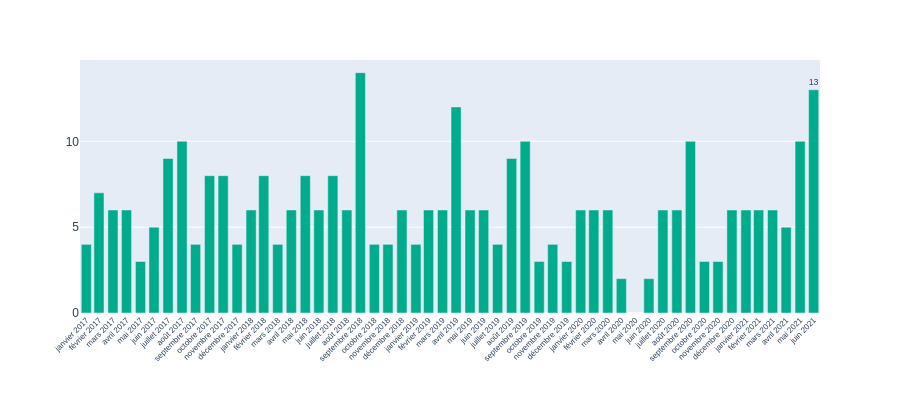 13
10
5
0
janvier 2017
février 2017
mars 2017
avril 2017
mai 2017
juin 2017
juillet 2017
août 2017
septembre 2017
octobre 2017
novembre 2017
décembre 2017
janvier 2018
février 2018
mars 2018
avril 2018
mai 2018
juin 2018
juillet 2018
août 2018
septembre 2018
octobre 2018
novembre 2018
décembre 2018
janvier 2019
février 2019
mars 2019
avril 2019
mai 2019
juin 2019
juillet 2019
août 2019
septembre 2019
octobre 2019
novembre 2019
décembre 2019
janvier 2020
février 2020
mars 2020
avril 2020
mai 2020
juin 2020
juillet 2020
août 2020
septembre 2020
octobre 2020
novembre 2020
décembre 2020
janvier 2021
février 2021
mars 2021
avril 2021
mai 2021
juin 2021